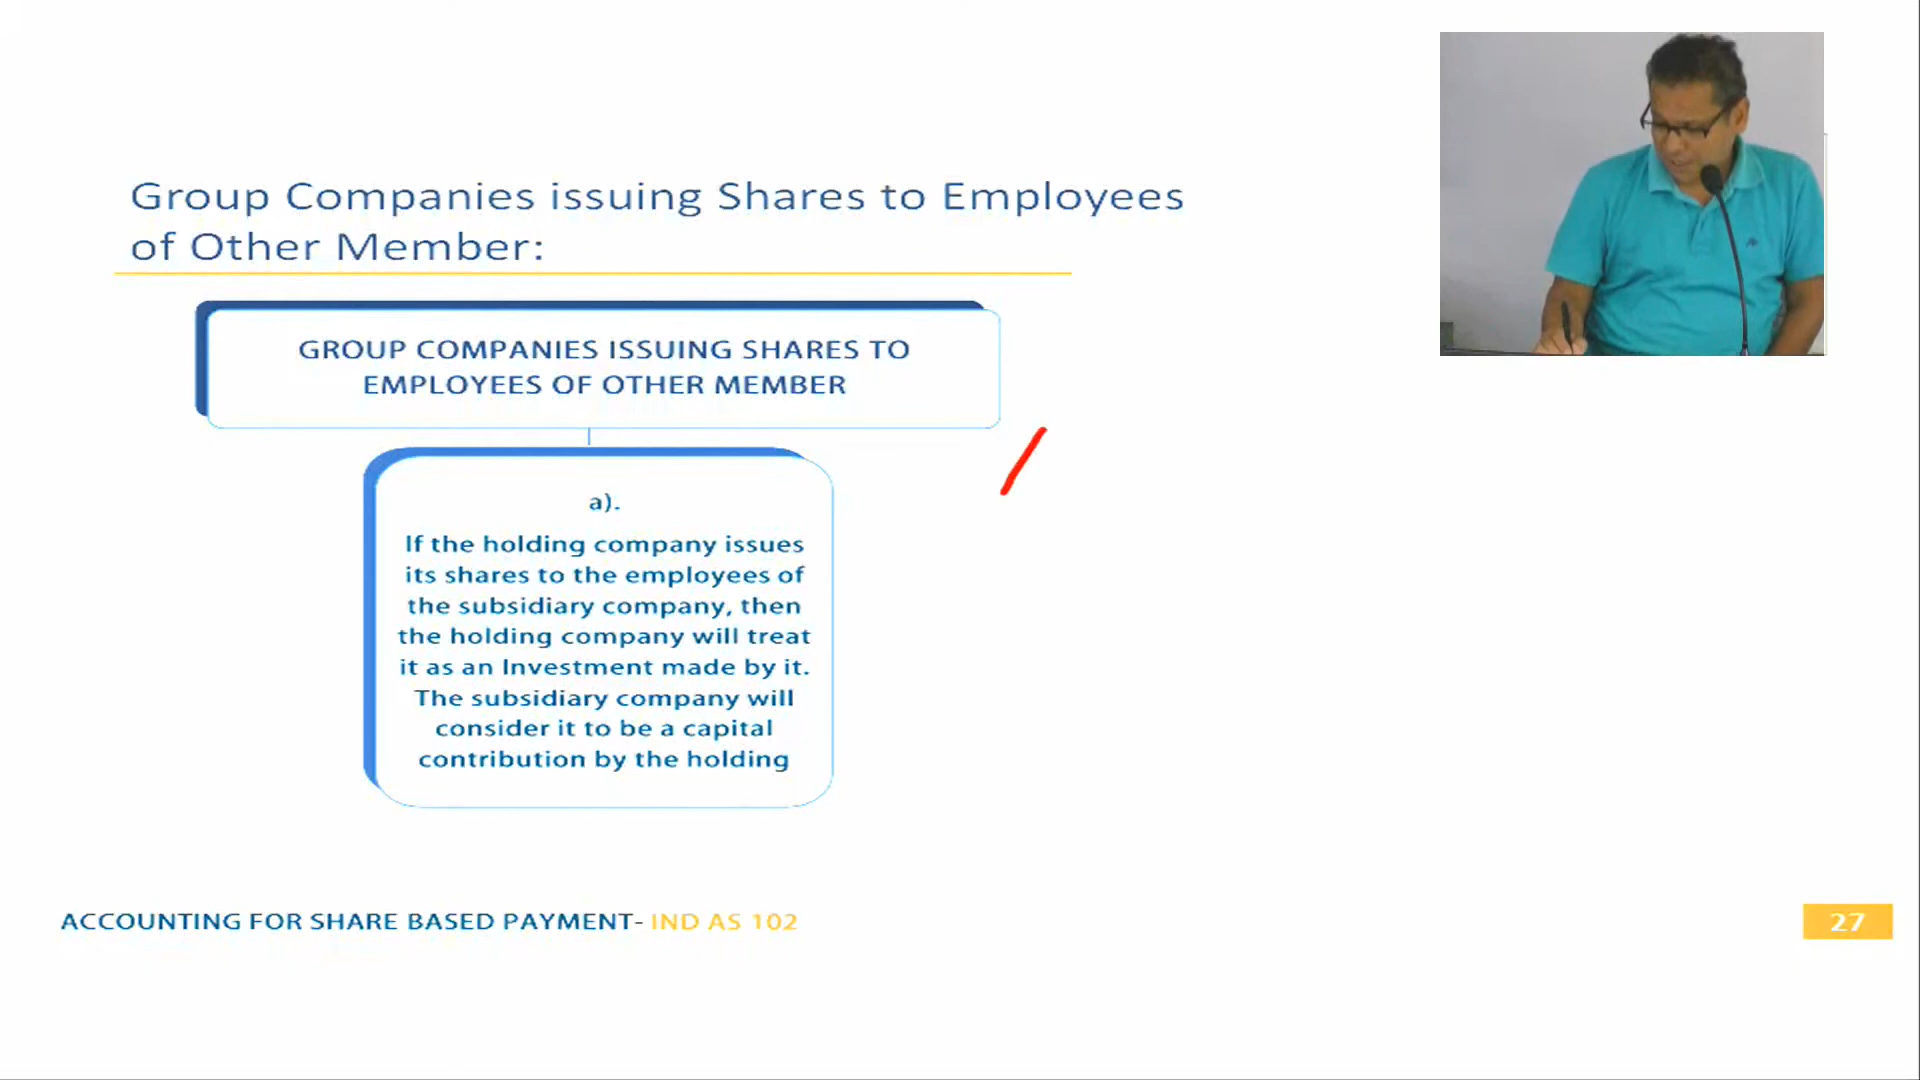 Group Companies issuing Shares to Employees
of Other Member:
GROUP COMPANIES ISSUING SHARES TO
EMPLOYEES OF OTHER MEMBER
a).
If the holding company issues
its shares to the employees of
the subsidiary company, then
the holding company will treat
it as an Investment made by it.
The subsidiary company will
consider it to be a capital
contribution by the holding
ACCOUNTING FOR SHARE BASED PAYMENT- IND AS 102
27